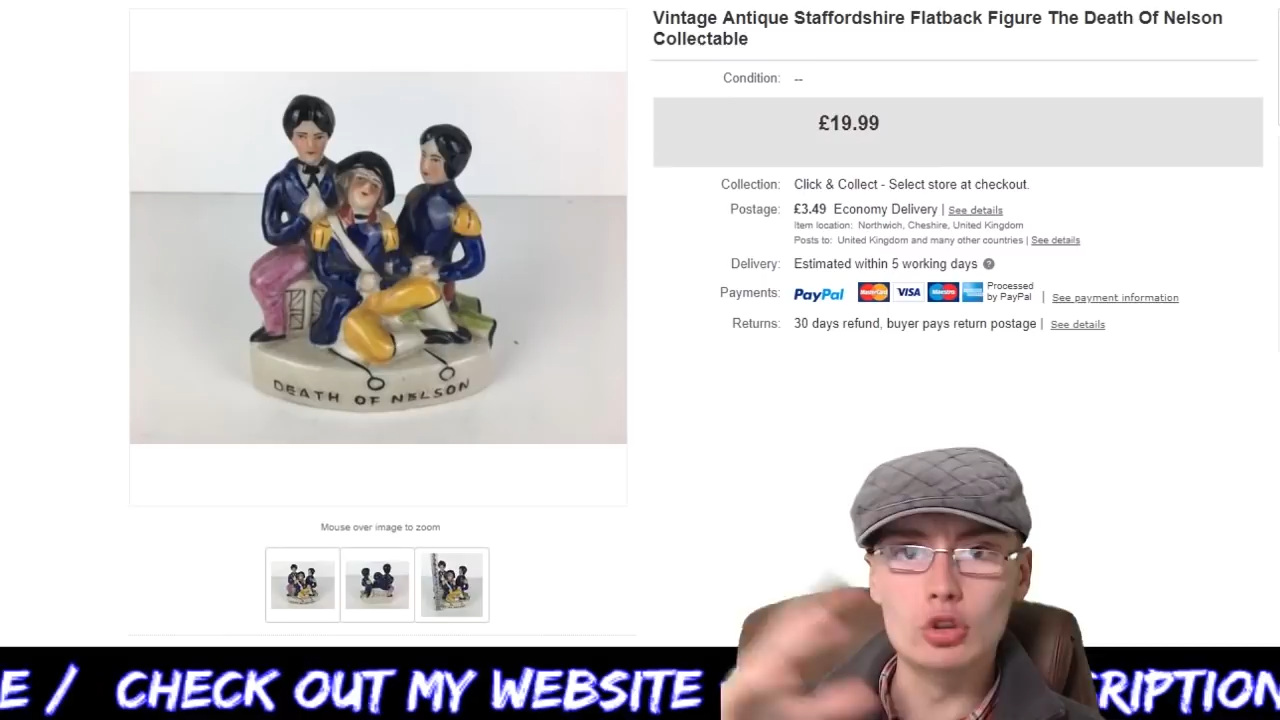 Vintage Antique Staffordshire Flatback Figure The Death Of Nelson
Collectable
Condition: --
£19.99
Collection: Click & Collect - Select store at checkout.
Postage: £3.49 Economy Delivery | See details
Item location: Northwich, Cheshire, United Kingdom
Posts to: United Kingdom and many other countries | See details
Delivery: Estimated within 5 working days ?
Payments: PayPal MasterCard VISA Maestro Processed by PayPal | See payment information
Returns: 30 days refund, buyer pays return postage | See details
DEATH OF NELSON
Mouse over image to zoom
E / CHECK OUT MY WEBSITE RIPTION